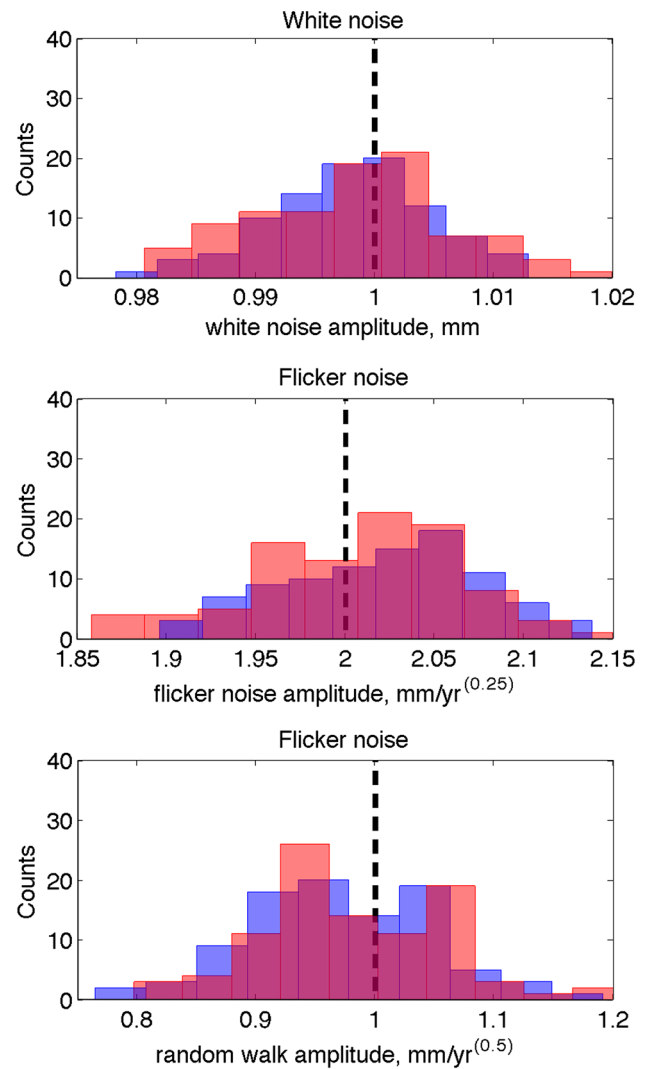 White noise
40
30
20
10
0
Counts
0.98 0.99 1 1.01 1.02
white noise amplitude, mm
Flicker noise
40
30
20
10
0
Counts
1.85 1.9 1.95 2 2.05 2.1 2.15
flicker noise amplitude, mm/yr(0.25)
Flicker noise
40
30
20
10
0
Counts
0.8 0.9 1 1.1 1.2
random walk amplitude, mm/yr(0.5)